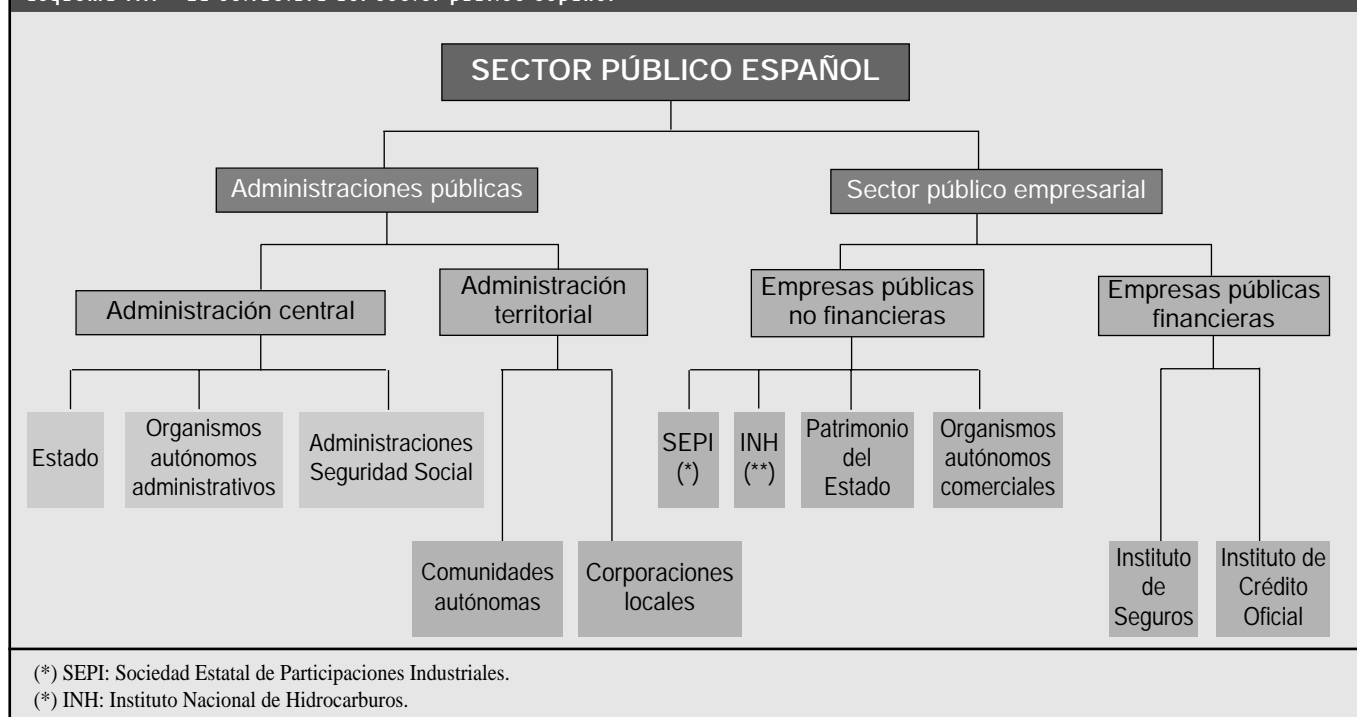 SECTOR PÚBLICO ESPAÑOL
Administraciones públicas
Sector público empresarial
Administración central
Administración
territorial
Empresas públicas
no financieras
Empresas públicas
financieras
Estado
Organismos
autónomos
administrativos
Administraciones
Seguridad Social
SEPI
(*)
INH
(**)
Patrimonio
del
Estado
Organismos
autónomos
comerciales
Comunidades
autónomas
Corporaciones
locales
Instituto
de
Seguros
Instituto de
Crédito
Oficial
(*) SEPI: Sociedad Estatal de Participaciones Industriales.
(*) INH: Instituto Nacional de Hidrocarburos.